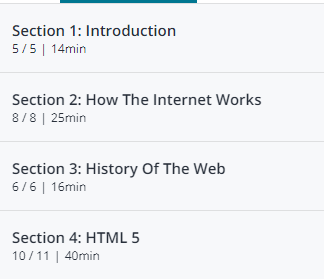 Section 1: Introduction
5 / 5 | 14min
Section 2: How The Internet Works
8 / 8 | 25min
Section 3: History Of The Web
6 / 6 | 16min
Section 4: HTML 5
10 / 11 | 40min